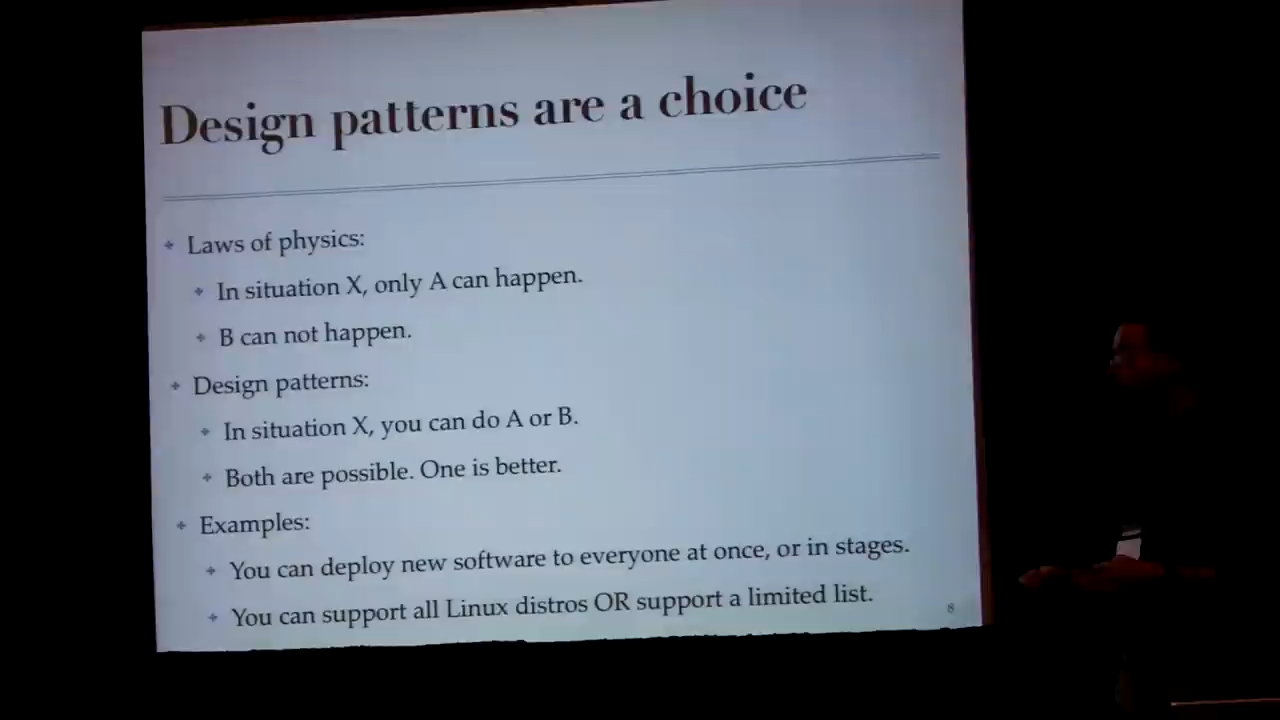 Design patterns are a choice
Laws of physics:
In situation X, only A can happen.
B can not happen.
Design patterns:
In situation X, you can do A or B.
Both are possible. One is better.
Examples:
You can deploy new software to everyone at once, or in stages.
You can support all Linux distros OR support a limited list.
8